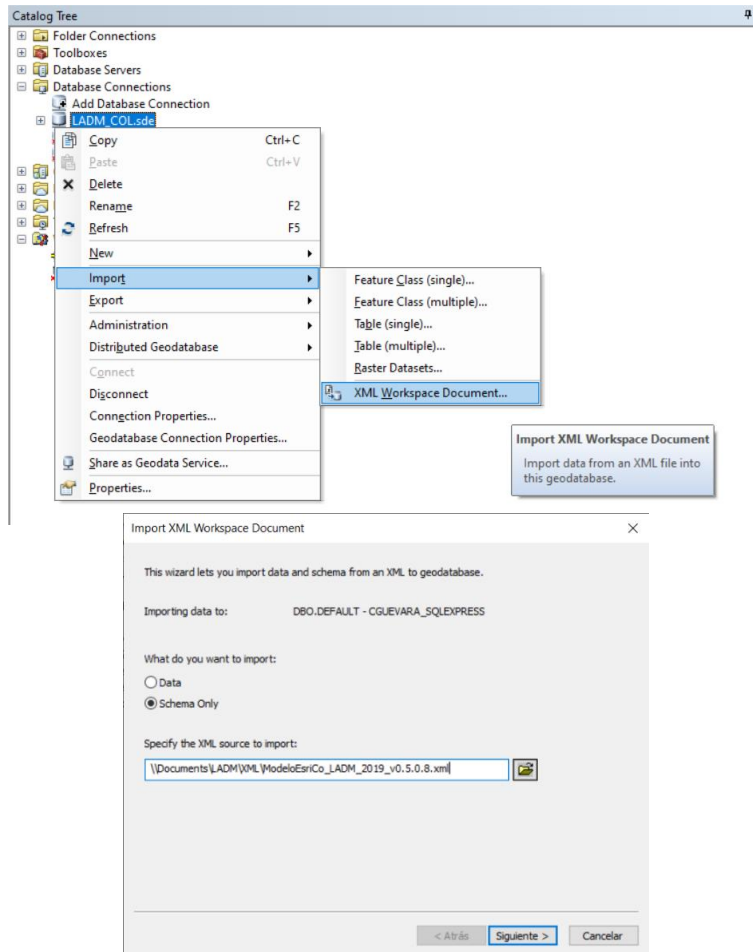 Catalog Tree
Folder Connections
Toolboxes
Database Servers
Database Connections
Add Database Connection
LADM_COL.sde
Copy Ctrl+C
Paste Ctrl+V
Delete
Rename F2
Refresh F5
New
Import
Export
Administration
Distributed Geodatabase
Connect
Disconnect
Connection Properties...
Geodatabase Connection Properties...
Share as Geodata Service...
Properties...
Feature Class (single)...
Feature Class (multiple)...
Table (single)...
Table (multiple)...
Raster Datasets...
XML Workspace Document...
Import XML Workspace Document
Import data from an XML file into
this geodatabase.
Import XML Workspace Document
This wizard lets you import data and schema from an XML to geodatabase.
Importing data to: DBO.DEFAULT - CGUEVARA_SQLEXPRESS
What do you want to import:
Data
Schema Only
Specify the XML source to import:
\\Documents\LADM\XML\ModeloEsriCo_LADM_2019_v0.5.0.8.xml
< Atrás Siguiente > Cancelar